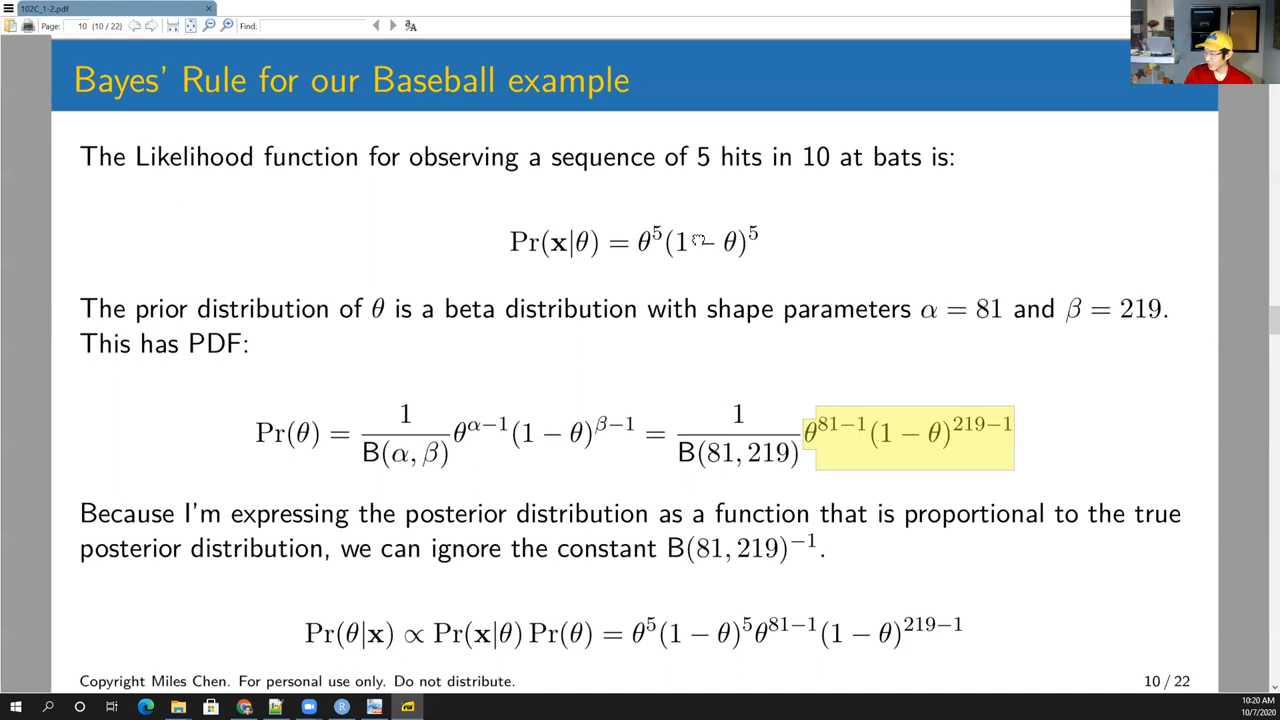 102C_1-2.pdf
Page: 10 (10 / 22) Find:
Bayes' Rule for our Baseball example
The Likelihood function for observing a sequence of 5 hits in 10 at bats is:
Pr(x|θ) = θ^5(1 − θ)^5
The prior distribution of θ is a beta distribution with shape parameters α = 81 and β = 219.
This has PDF:
Pr(θ) = 1/B(α, β) θ^{α−1}(1 − θ)^{β−1} = 1/B(81, 219) θ^{81−1}(1 − θ)^{219−1}
Because I'm expressing the posterior distribution as a function that is proportional to the true
posterior distribution, we can ignore the constant B(81, 219)^{−1}.
Pr(θ|x) ∝ Pr(x|θ) Pr(θ) = θ^5(1 − θ)^5θ^{81−1}(1 − θ)^{219−1}
Copyright Miles Chen. For personal use only. Do not distribute. 10 / 22
10:20 AM
10/7/2020